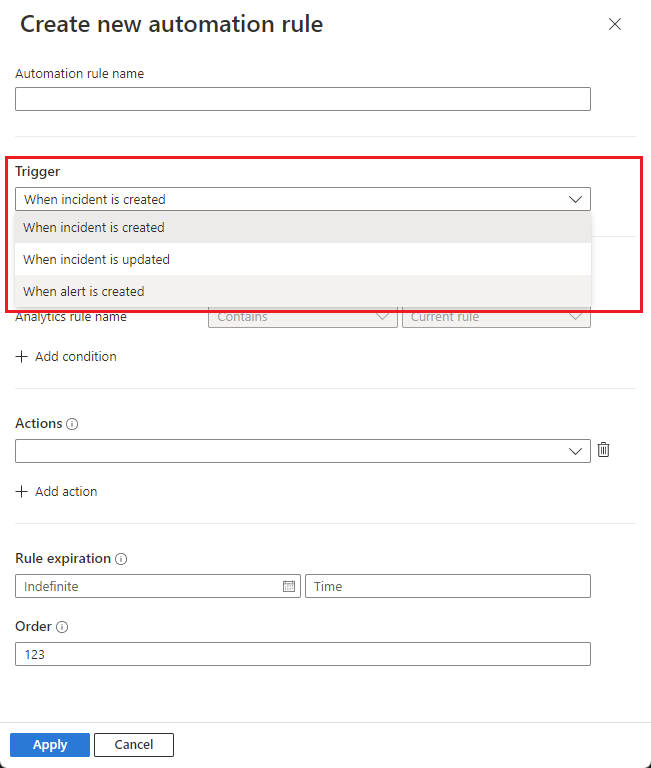 Create new automation rule
Automation rule name
Trigger
When incident is created
When incident is created
When incident is updated
When alert is created
Analytics rule name Contains Current rule
+ Add condition
Actions
+ Add action
Rule expiration
Indefinite Time
Order
123
Apply Cancel